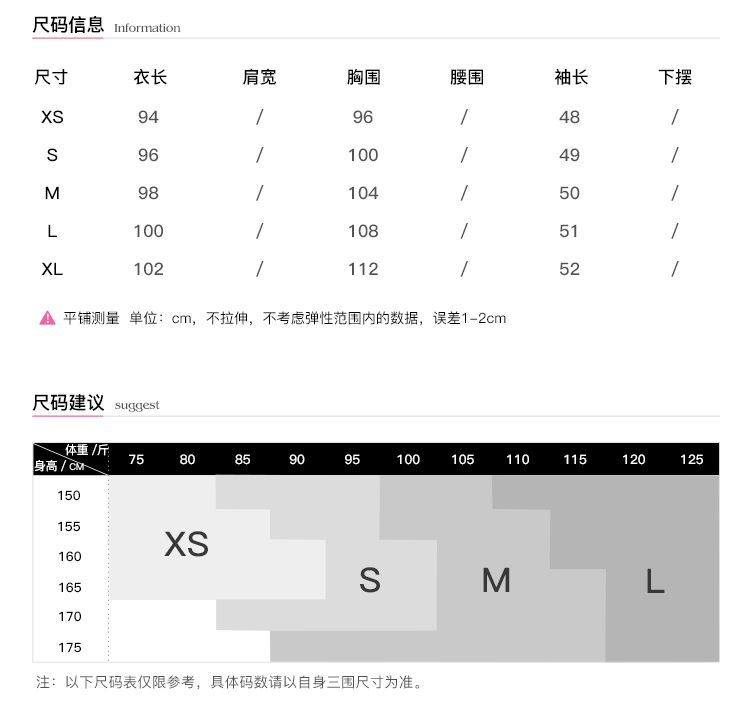 尺码信息 Information
尺寸 衣长 肩宽 胸围 腰围 袖长 下摆
XS 94 / 96 / 48 /
S 96 / 100 / 49 /
M 98 / 104 / 50 /
L 100 / 108 / 51 /
XL 102 / 112 / 52 /
平铺测量 单位：cm，不拉伸，不考虑弹性范围内的数据，误差1-2cm
尺码建议 suggest
体重 /斤
身高 / CM
75 80 85 90 95 100 105 110 115 120 125
150
155
160
165
170
175
XS
S
M
L
注：以下尺码表仅限参考，具体码数请以自身三围尺寸为准。